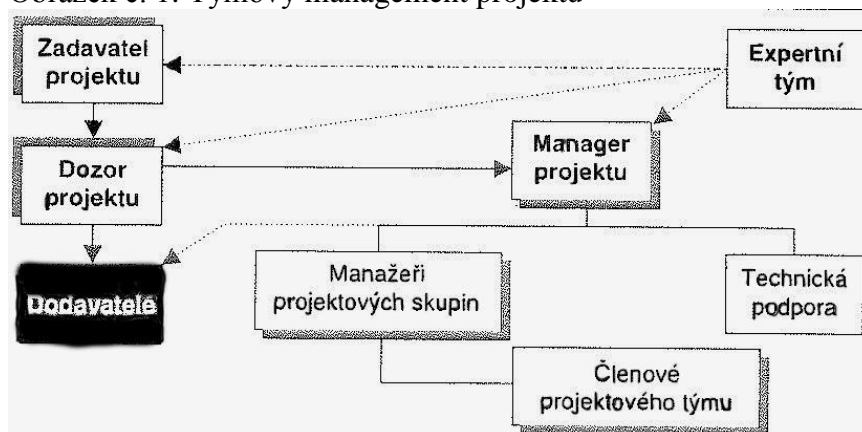 Obrázek č. 1: Týmový management projektu
Zadavatel
projektu
Expertní
tým
Dozor
projektu
Manager
projektu
Dodavatelé
Manažeři
projektových skupin
Technická
podpora
Členové
projektového týmu